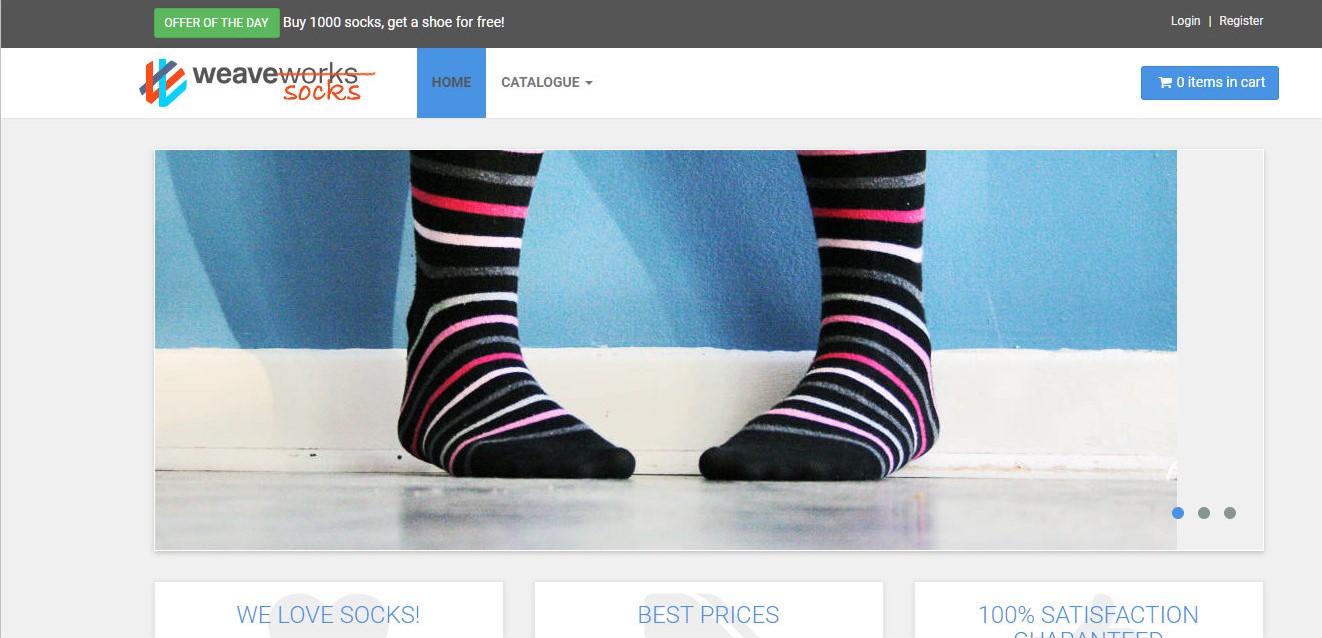 OFFER OF THE DAY Buy 1000 socks, get a shoe for free!
Login | Register
weaveworks
socks
HOME CATALOGUE
0 items in cart
WE LOVE SOCKS!
BEST PRICES
100% SATISFACTION
GUARANTEED